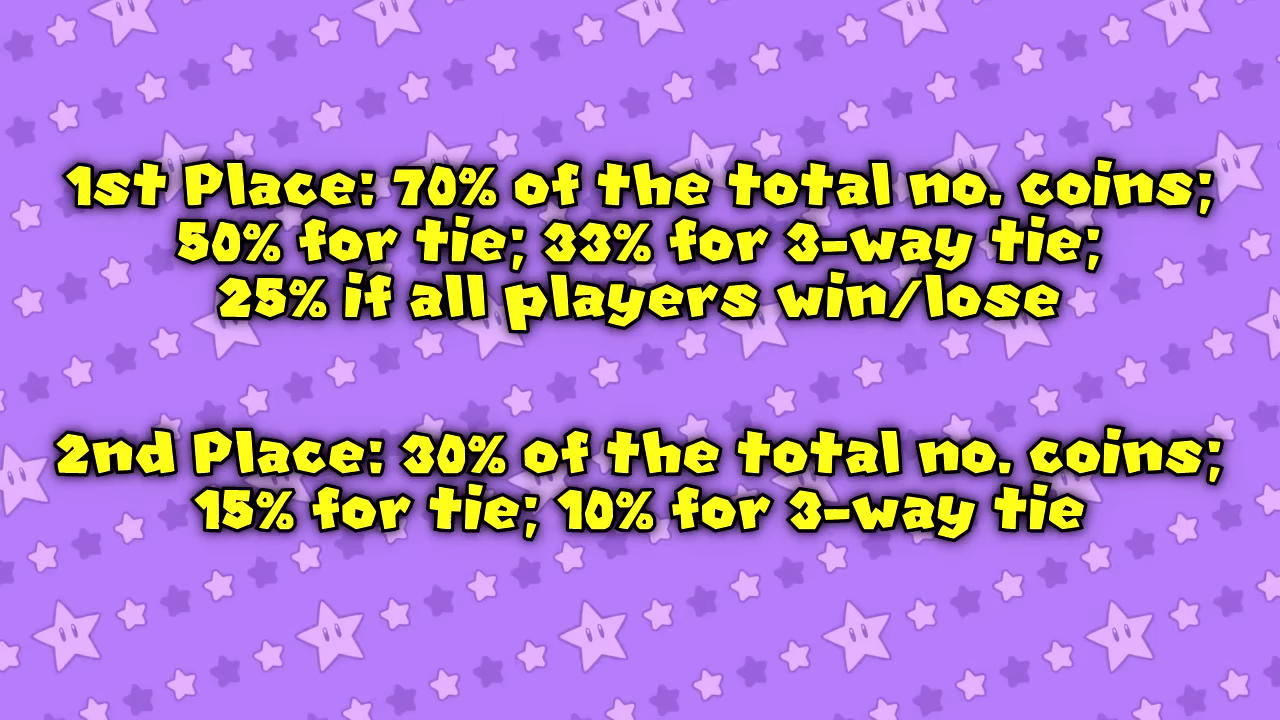 1st Place: 70% of the total no. coins;
50% for tie; 33% for 3-way tie;
25% if all players win/lose
2nd Place: 30% of the total no. coins;
15% for tie; 10% for 3-way tie